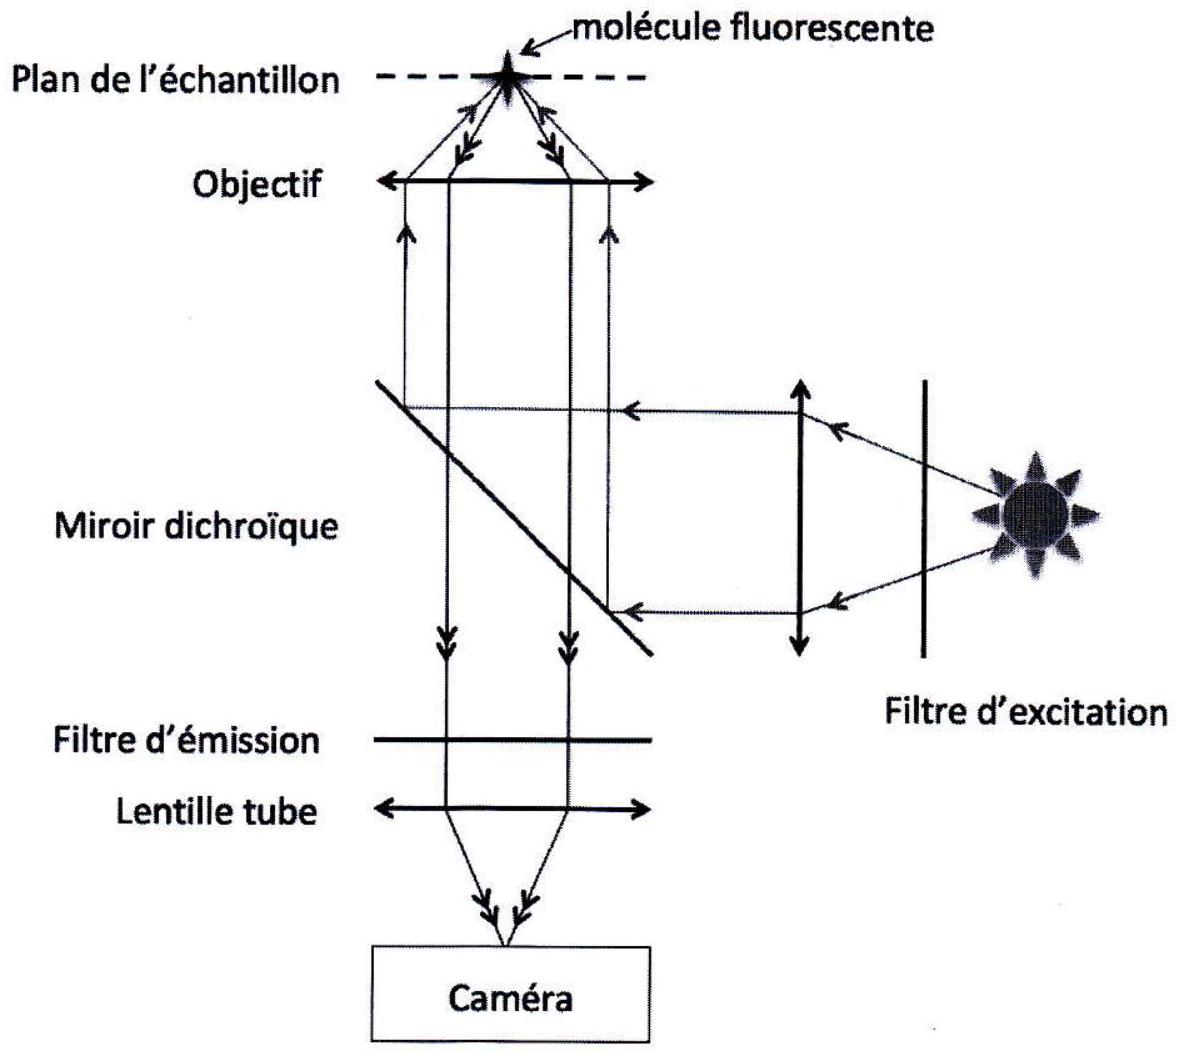 molécule fluorescente
Plan de l'échantillon
Objectif
Miroir dichroïque
Filtre d'excitation
Filtre d'émission
Lentille tube
Caméra